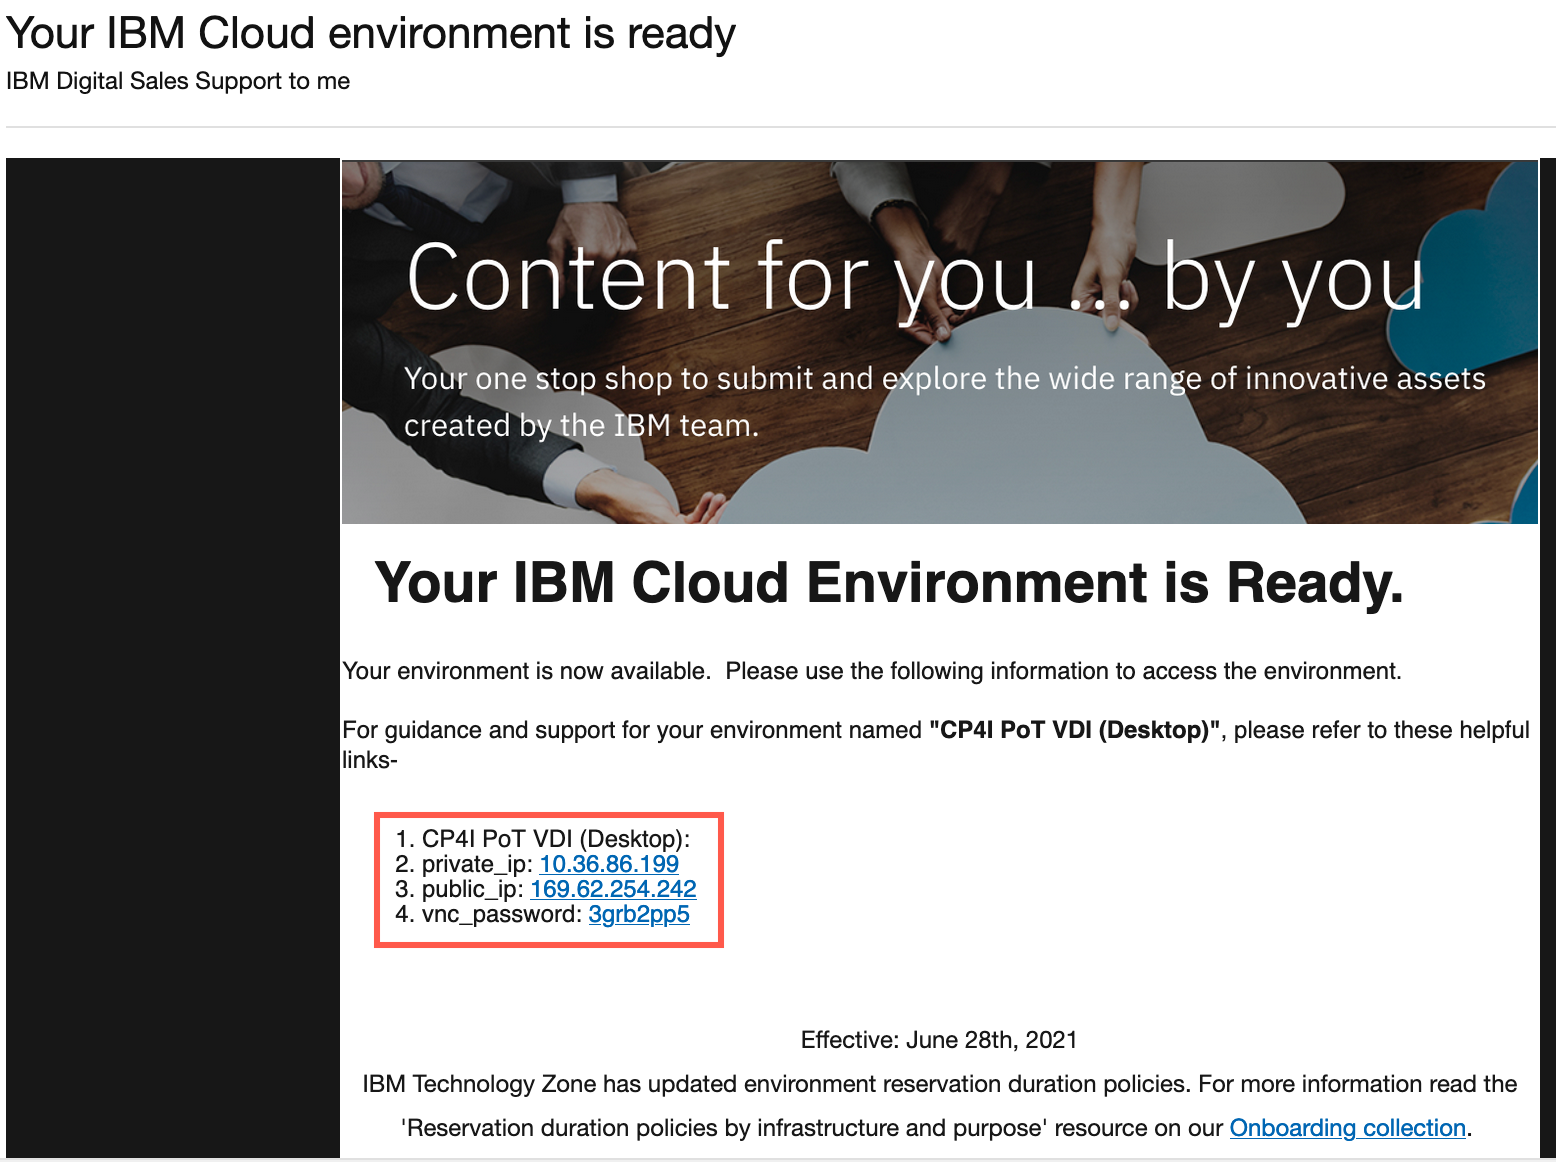 Your IBM Cloud environment is ready
IBM Digital Sales Support to me
Content for you ... by you
Your one stop shop to submit and explore the wide range of innovative assets
created by the IBM team.
Your IBM Cloud Environment is Ready.
Your environment is now available.  Please use the following information to access the environment.
For guidance and support for your environment named "CP4I PoT VDI (Desktop)", please refer to these helpful
links-
1. CP4I PoT VDI (Desktop):
2. private_ip: 10.36.86.199
3. public_ip: 169.62.254.242
4. vnc_password: 3grb2pp5
Effective: June 28th, 2021
IBM Technology Zone has updated environment reservation duration policies. For more information read the
'Reservation duration policies by infrastructure and purpose' resource on our Onboarding collection.